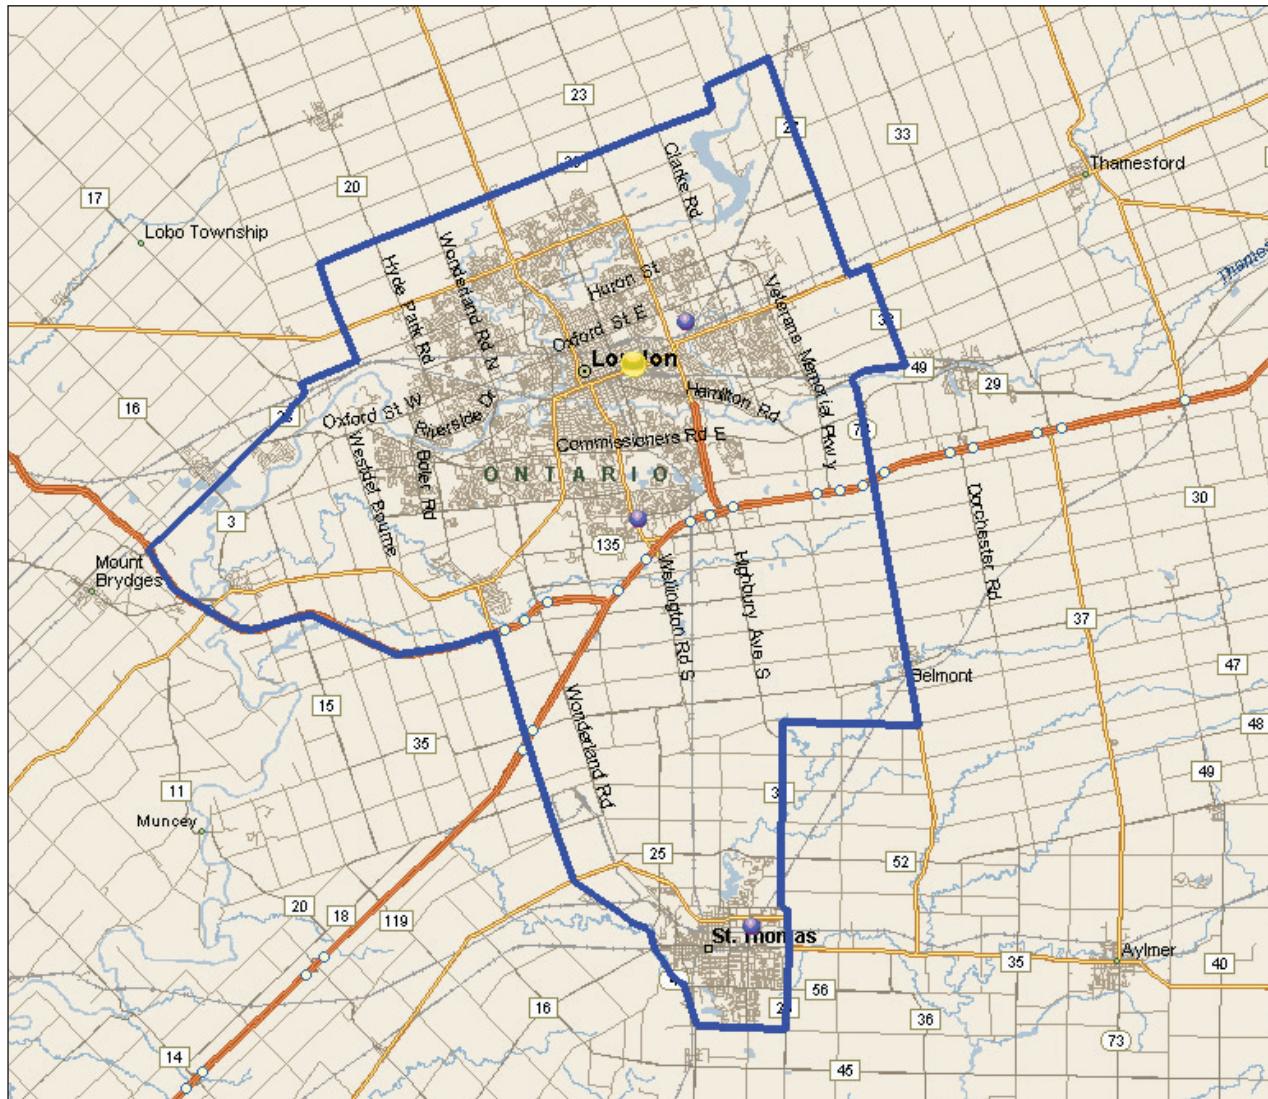 23
33
27
Thamesford
Clarke Rd
20
17
Lobo Township
Wonderland Rd N
Hyde Park Rd
Huron St
Veterans Memorial Pkwy
Thames
Oxford St E
London
49
29
Hamilton Rd
16
Oxford St W
Riverside Dr
Commissioners Rd E
Westdel Bourne
Boler Rd
ONTARIO
30
Dorchester Rd
3
135
Mount
Brydges
Wellington Rd S
Highbury Ave S
37
47
Belmont
15
Wonderland Rd
48
35
49
11
Muncey
25
52
20
18
119
St. Thomas
Aylmer
35
40
56
16
36
73
14
45